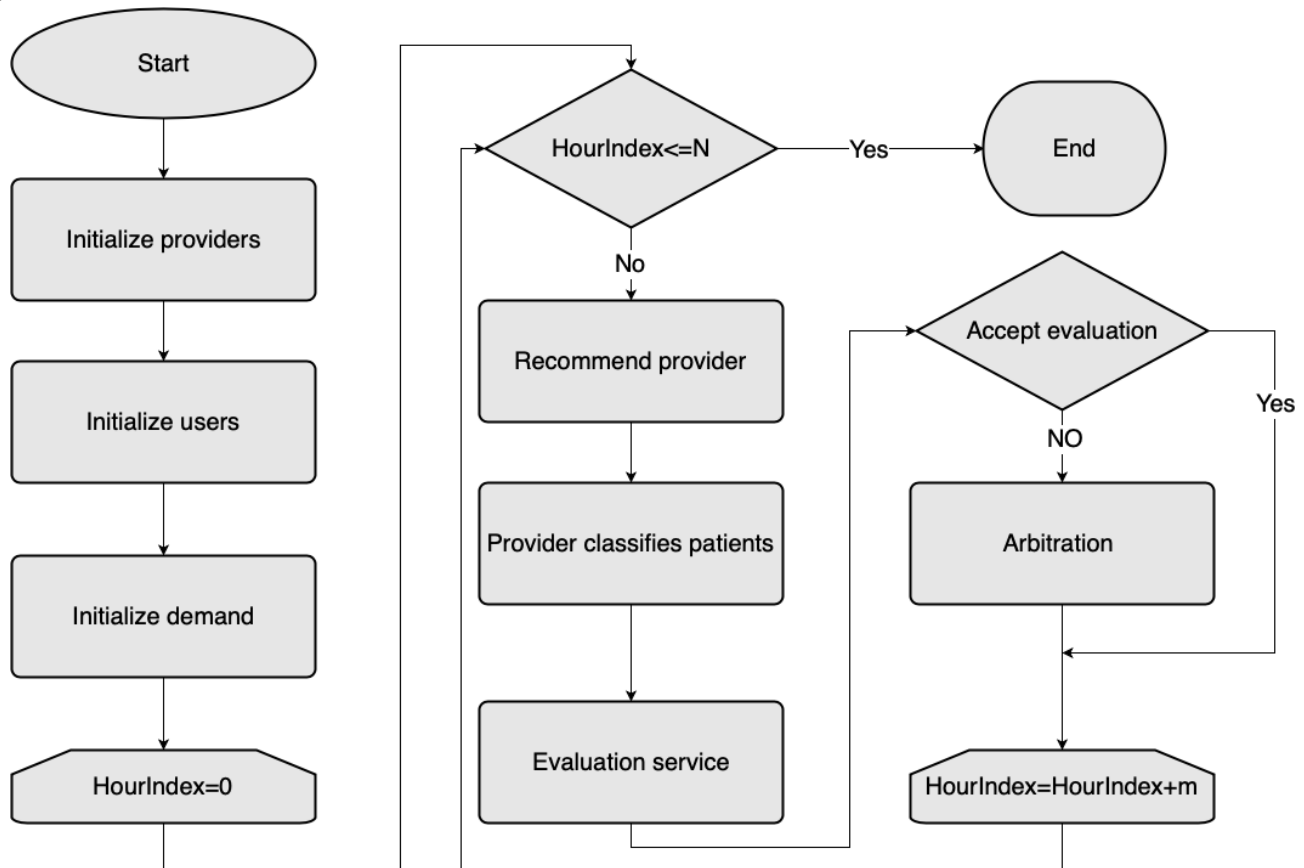 Start
Initialize providers
Initialize users
Initialize demand
HourIndex=0
HourIndex<=N
Yes
End
No
Recommend provider
Provider classifies patients
Evaluation service
Accept evaluation
Yes
NO
Arbitration
HourIndex=HourIndex+m